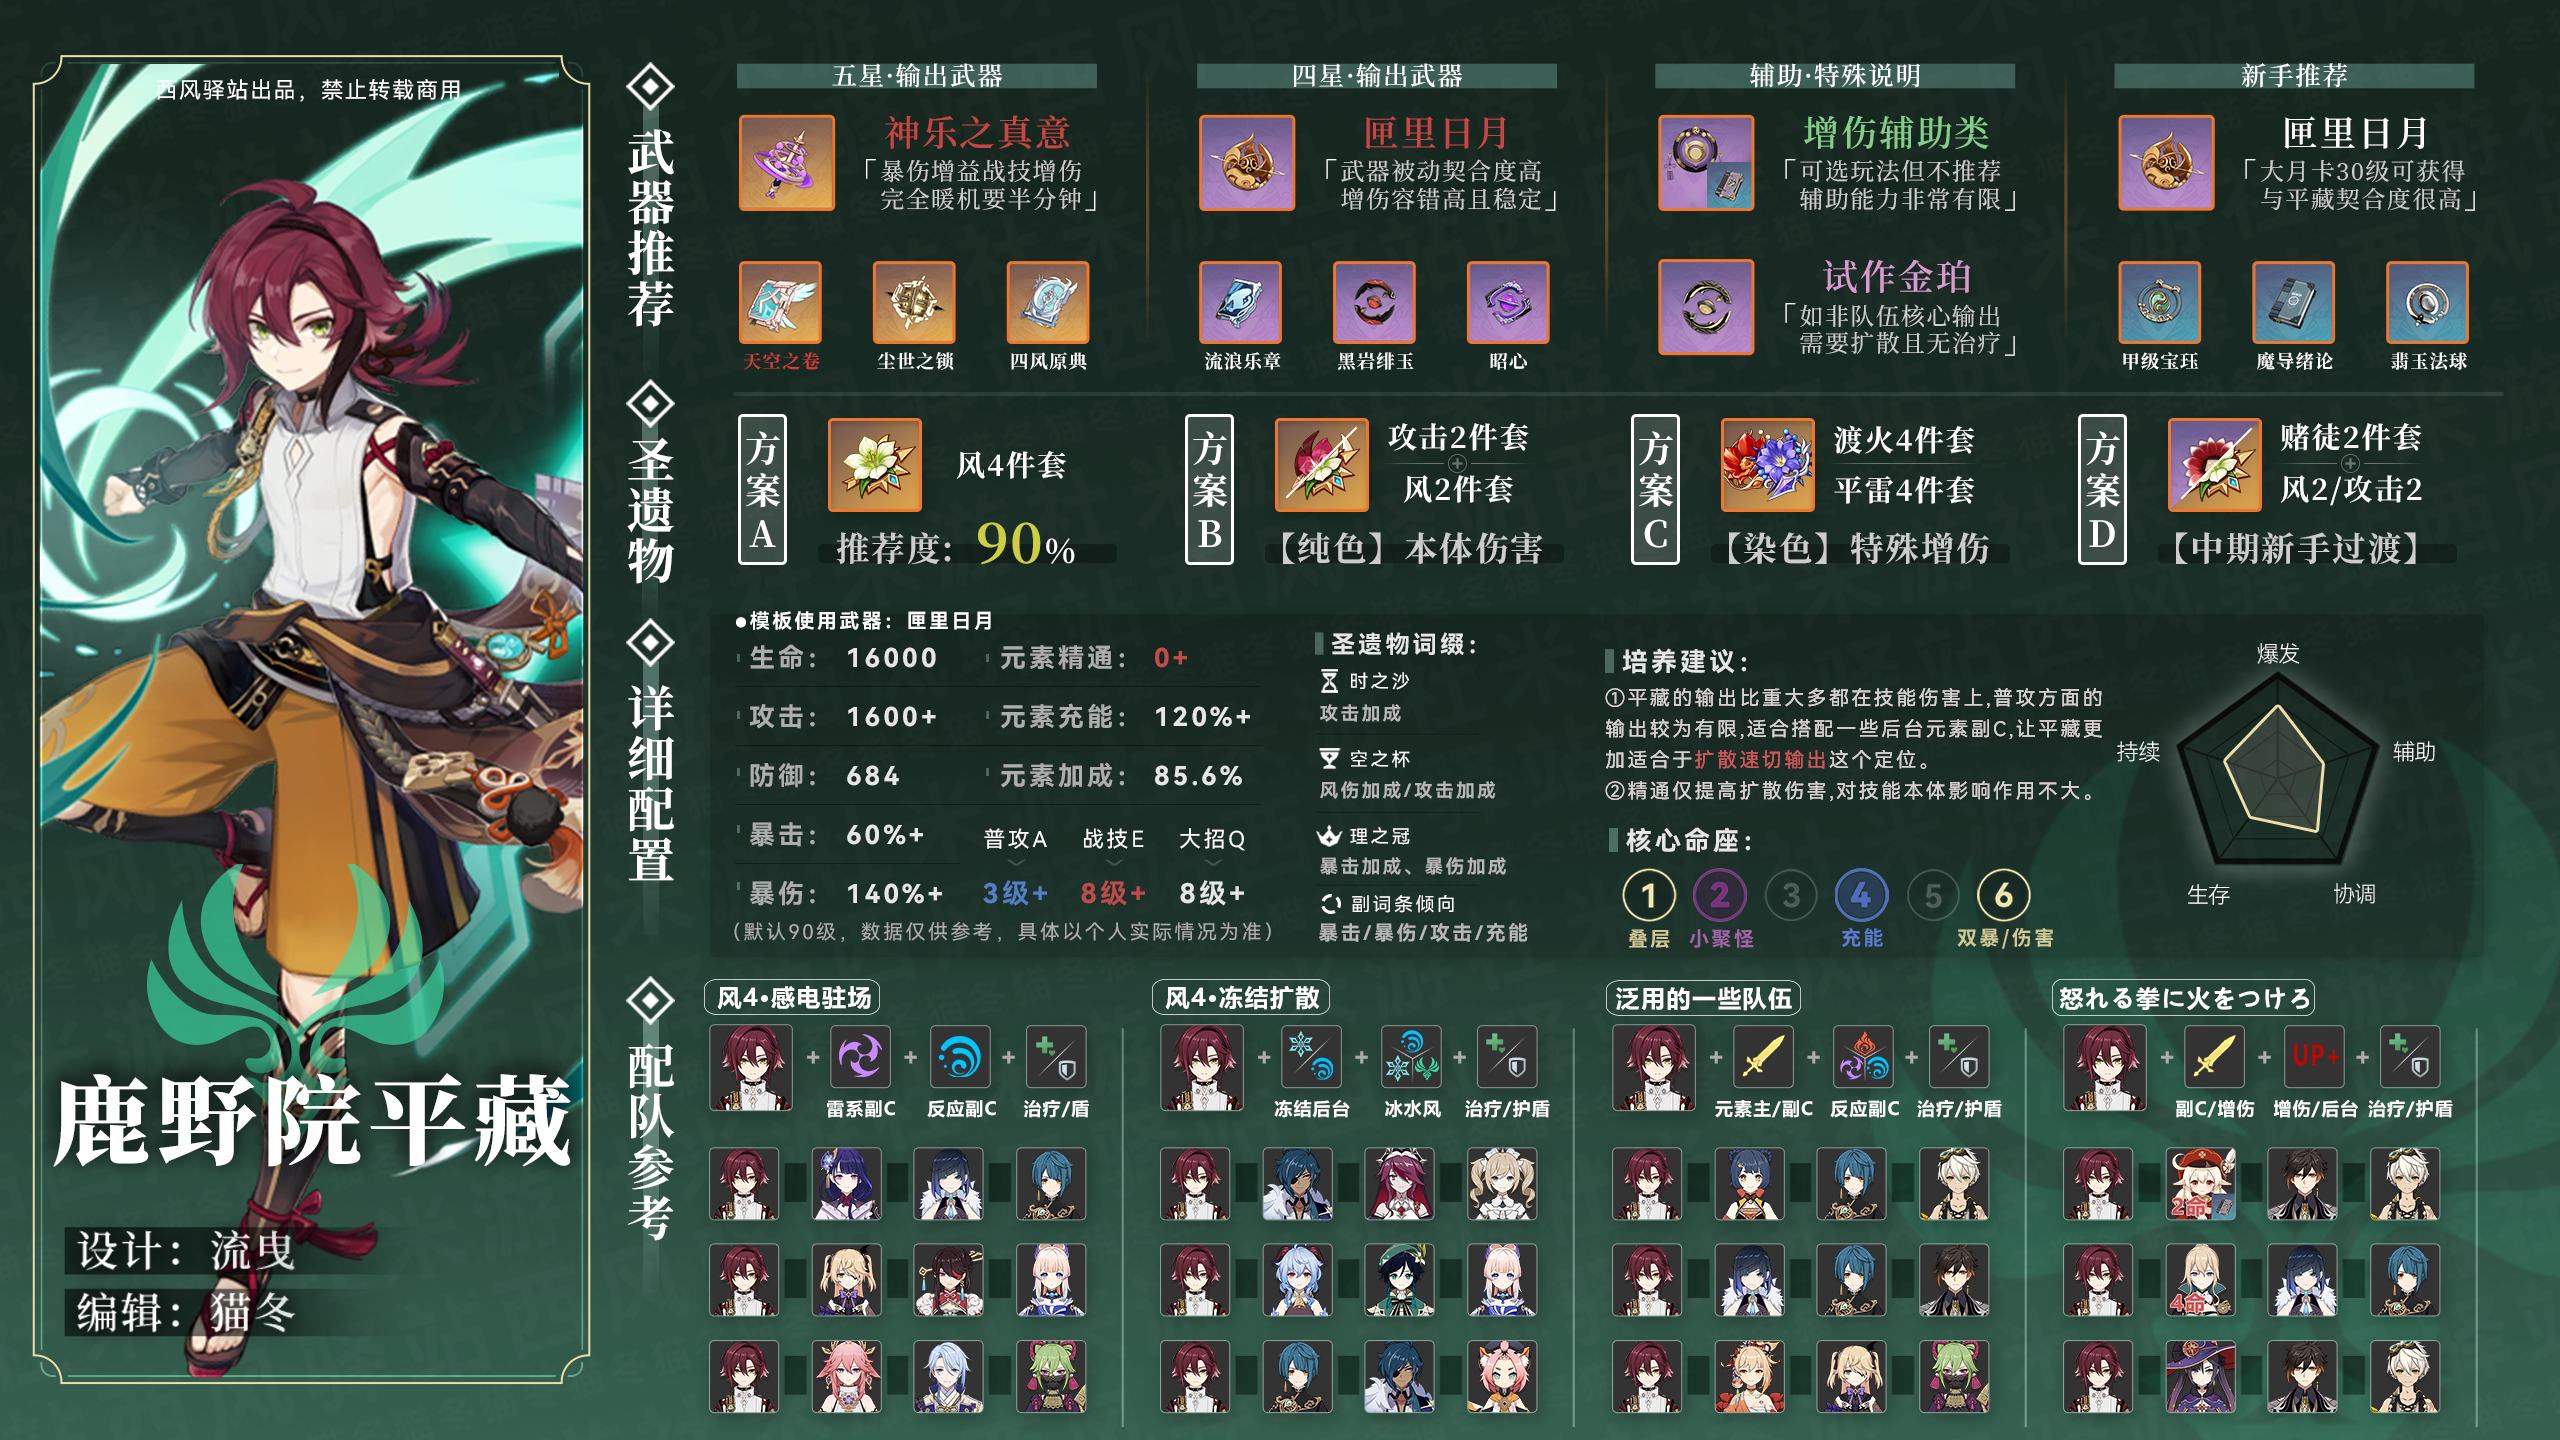 西风驿站出品，禁止转载商用
鹿野院平藏
设计：流曳
编辑：猫冬
武器推荐
五星·输出武器
神乐之真意
「暴伤增益战技增伤
完全暖机要半分钟」
天空之卷
尘世之锁
四风原典
四星·输出武器
匣里日月
「武器被动契合度高
增伤容错高且稳定」
流浪乐章
黑岩绯玉
昭心
辅助·特殊说明
增伤辅助类
「可选玩法但不推荐
辅助能力非常有限」
试作金珀
「如非队伍核心输出
需要扩散且无治疗」
新手推荐
匣里日月
「大月卡30级可获得
与平藏契合度很高」
甲级宝珏
魔导绪论
翡玉法球
圣遗物
方案A
风4件套
推荐度：90%
方案B
攻击2件套
风2件套
【纯色】本体伤害
方案C
渡火4件套
平雷4件套
【染色】特殊增伤
方案D
赌徒2件套
风2/攻击2
【中期新手过渡】
详细配置
●模板使用武器：匣里日月
生命：16000
元素精通：0+
攻击：1600+
元素充能：120%+
防御：684
元素加成：85.6%
暴击：60%+
普攻A 战技E 大招Q
暴伤：140%+
3级+ 8级+ 8级+
（默认90级，数据仅供参考，具体以个人实际情况为准）
圣遗物词缀：
时之沙
攻击加成
空之杯
风伤加成/攻击加成
理之冠
暴击加成、暴伤加成
副词条倾向
暴击/暴伤/攻击/充能
培养建议：
①平藏的输出比重大多都在技能伤害上,普攻方面的
输出较为有限,适合搭配一些后台元素副C,让平藏更
加适合于扩散速切输出这个定位。
②精通仅提高扩散伤害,对技能本体影响作用不大。
核心命座：
1 2 3 4 5 6
叠层 小聚怪 充能 双暴/伤害
爆发
辅助
协调
生存
持续
配队参考
风4•感电驻场
雷系副C 反应副C 治疗/盾
风4•冻结扩散
冻结后台 冰水风 治疗/护盾
泛用的一些队伍
元素主/副C 反应副C 治疗/护盾
怒れる拳に火をつけろ
UP+
副C/增伤 增伤/后台 治疗/护盾
2命
4命